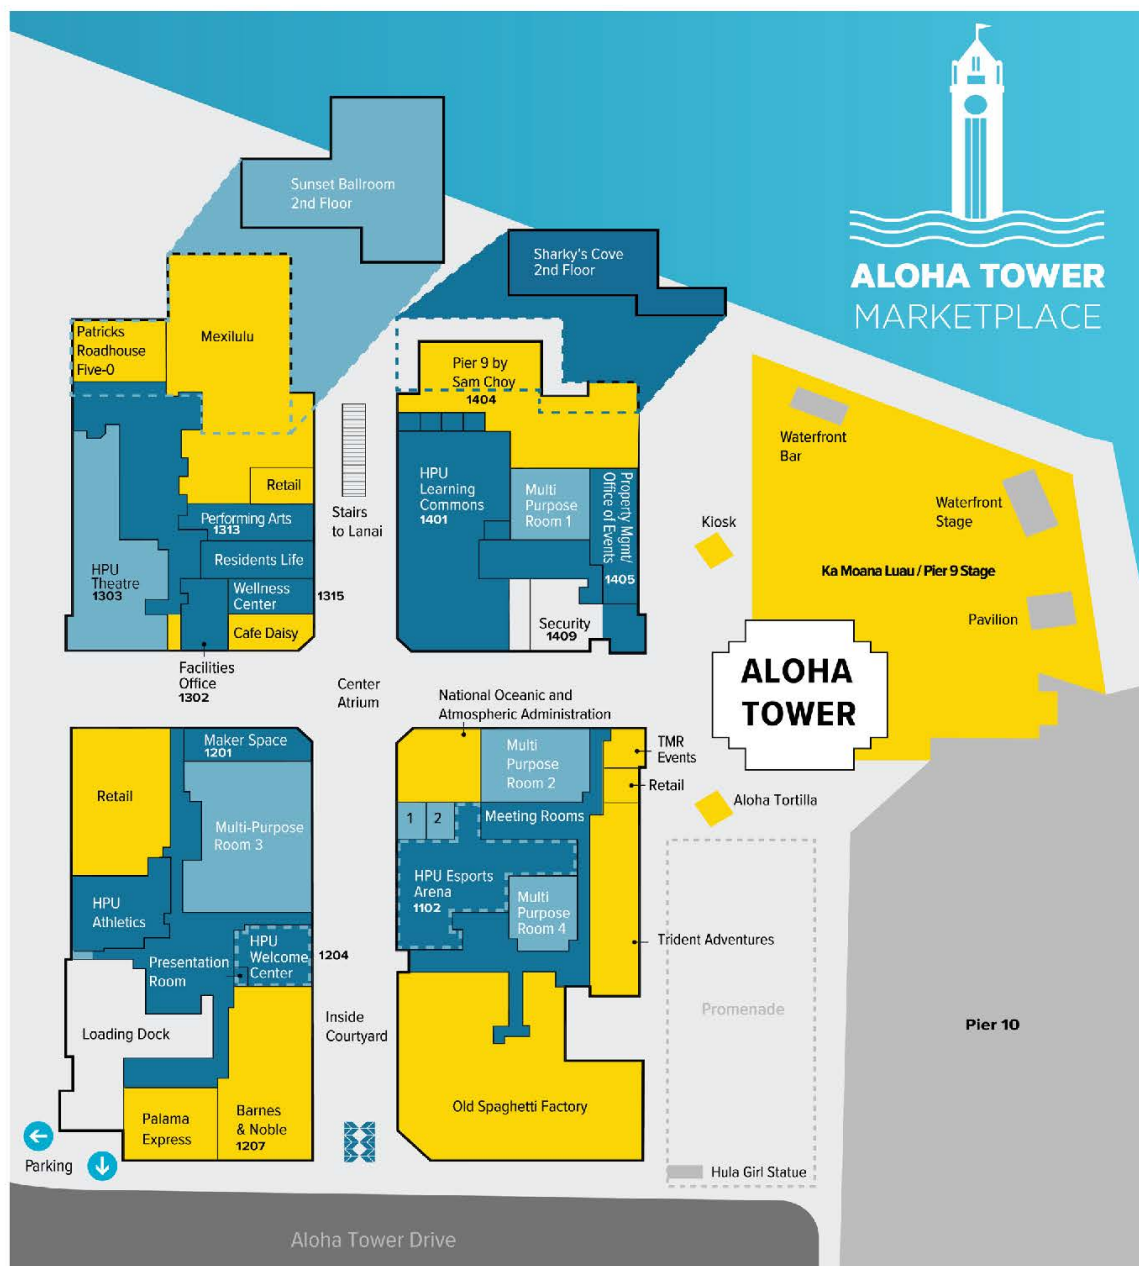 ALOHA TOWER
MARKETPLACE
Sunset Ballroom
2nd Floor
Sharky's Cove
2nd Floor
Patricks
Roadhouse
Five-O
Mexilulu
Pier 9 by
Sam Choy
1404
Waterfront
Bar
Waterfront
Stage
Kiosk
Ka Moana Luau / Pier 9 Stage
Pavilion
Retail
Stairs
to Lanai
HPU
Learning
Commons
1401
Multi
Purpose
Room 1
Property Mgmt/
Office of Events
1405
Performing Arts
1313
Residents Life
HPU
Theatre
1303
Wellness
Center
1315
Cafe Daisy
Security
1409
Facilities
Office
1302
Center
Atrium
ALOHA
TOWER
National Oceanic and
Atmospheric Administration
Maker Space
1201
Multi
Purpose
Room 2
TMR
Events
Retail
Retail
Aloha Tortilla
1
2
Meeting Rooms
Multi-Purpose
Room 3
HPU Esports
Arena
1102
Multi
Purpose
Room 4
HPU
Athletics
HPU
Welcome
Center
1204
Trident Adventures
Presentation
Room
Promenade
Loading Dock
Inside
Courtyard
Pier 10
Palama
Express
Barnes
& Noble
1207
Old Spaghetti Factory
Parking
Hula Girl Statue
Aloha Tower Drive